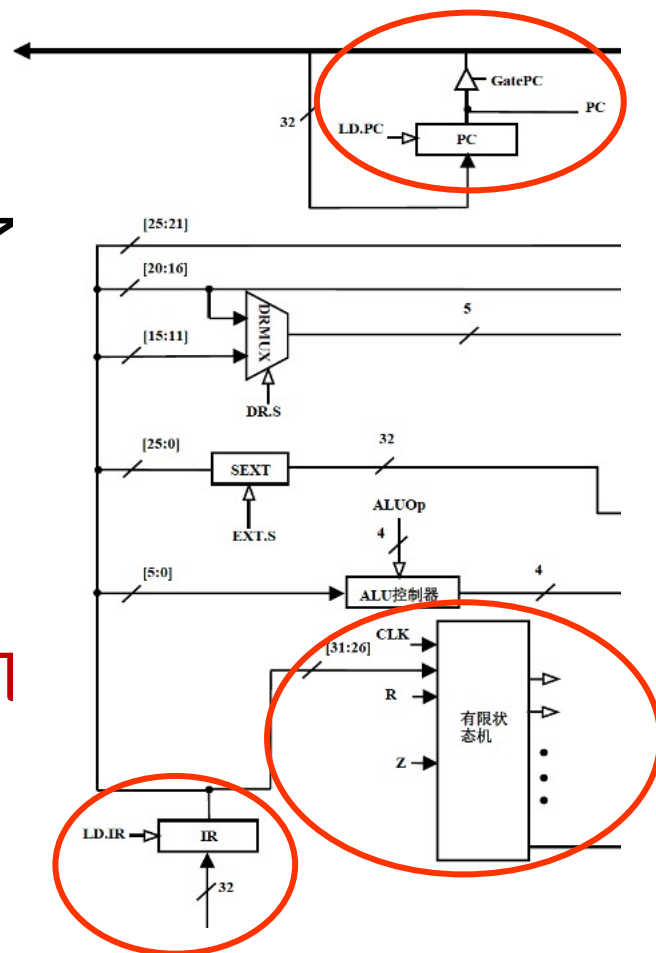 GatePC
PC
32
LD.PC
PC
[25:21]
[20:16]
DRMUX
5
[15:11]
DR.S
[25:0]
32
SEXT
ALUOp
EXT.S
4
[5:0]
4
ALU控制器
CLK
[31:26]
R
有限状
态机
Z
LD.IR
IR
32